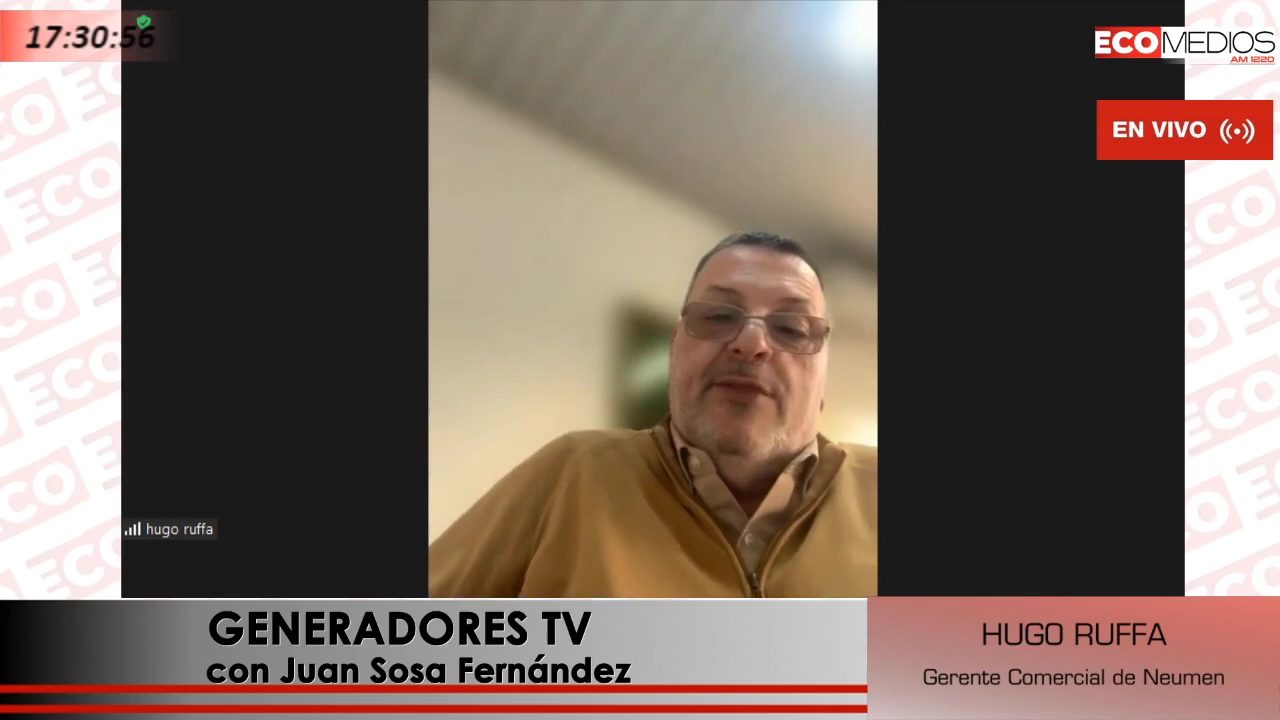 17:30:56
ECOMEDIOS
AM 1220
EN VIVO
hugo ruffa
GENERADORES TV
con Juan Sosa Fernández
HUGO RUFFA
Gerente Comercial de Neumen